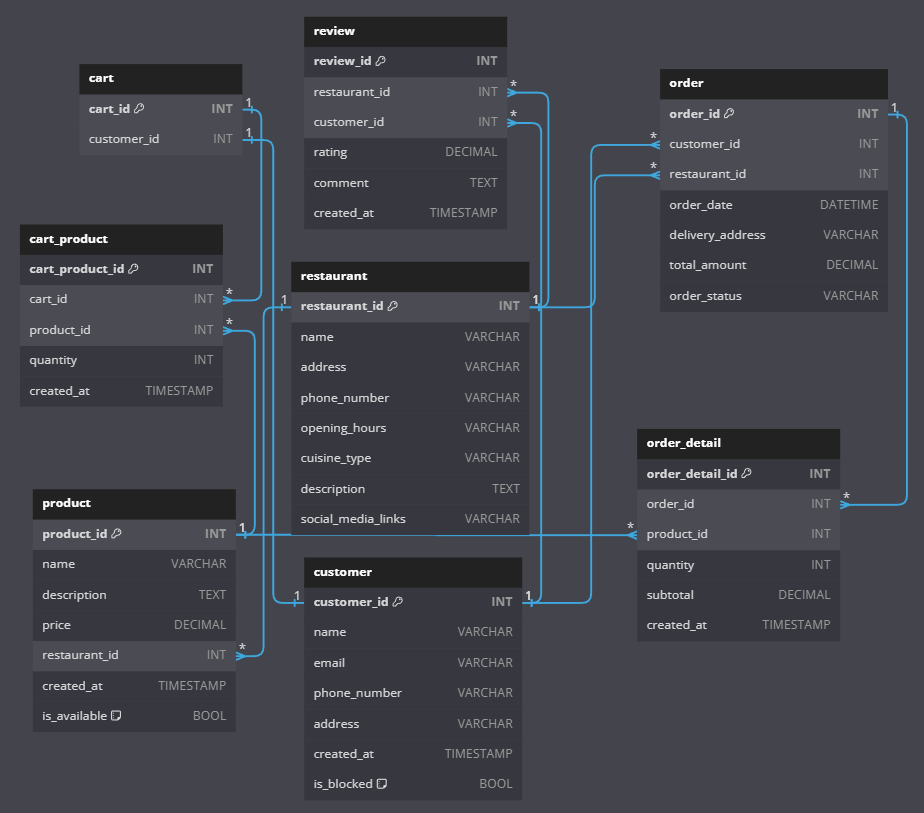 review
review_id INT
restaurant_id INT
customer_id INT
rating DECIMAL
comment TEXT
created_at TIMESTAMP
cart
cart_id INT
customer_id INT
order
order_id INT
customer_id INT
restaurant_id INT
order_date DATETIME
delivery_address VARCHAR
total_amount DECIMAL
order_status VARCHAR
cart_product
cart_product_id INT
cart_id INT
product_id INT
quantity INT
created_at TIMESTAMP
restaurant
restaurant_id INT
name VARCHAR
address VARCHAR
phone_number VARCHAR
opening_hours VARCHAR
cuisine_type VARCHAR
description TEXT
social_media_links VARCHAR
order_detail
order_detail_id INT
order_id INT
product_id INT
quantity INT
subtotal DECIMAL
created_at TIMESTAMP
product
product_id INT
name VARCHAR
description TEXT
price DECIMAL
restaurant_id INT
created_at TIMESTAMP
is_available BOOL
customer
customer_id INT
name VARCHAR
email VARCHAR
phone_number VARCHAR
address VARCHAR
created_at TIMESTAMP
is_blocked BOOL
1
1
*
*
1
*
*
*
*
1
1
*
1
*
*
1
1
*